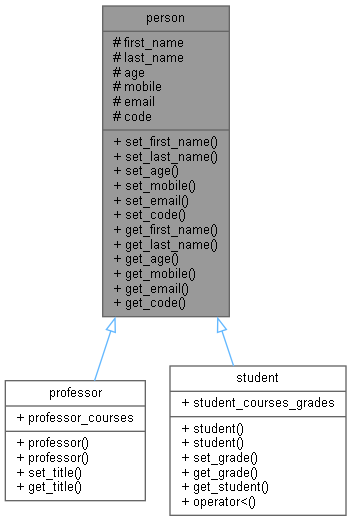 person
# first_name
# last_name
# age
# mobile
# email
# code
+ set_first_name()
+ set_last_name()
+ set_age()
+ set_mobile()
+ set_email()
+ set_code()
+ get_first_name()
+ get_last_name()
+ get_age()
+ get_mobile()
+ get_email()
+ get_code()
professor
+ professor_courses
+ professor()
+ professor()
+ set_title()
+ get_title()
student
+ student_courses_grades
+ student()
+ student()
+ set_grade()
+ get_grade()
+ get_student()
+ operator<()